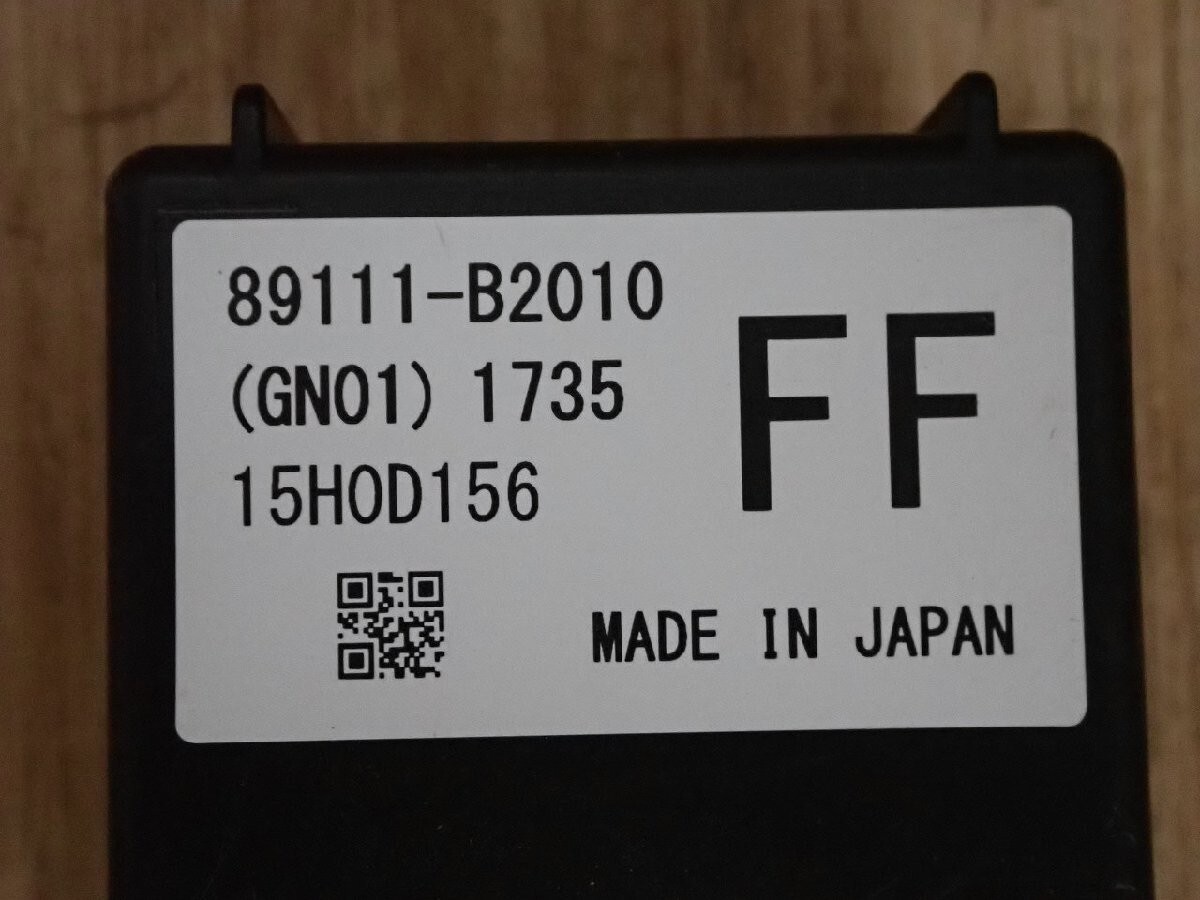 89111-B2010
(GN01) 1735
15H0D156
FF
MADE IN JAPAN